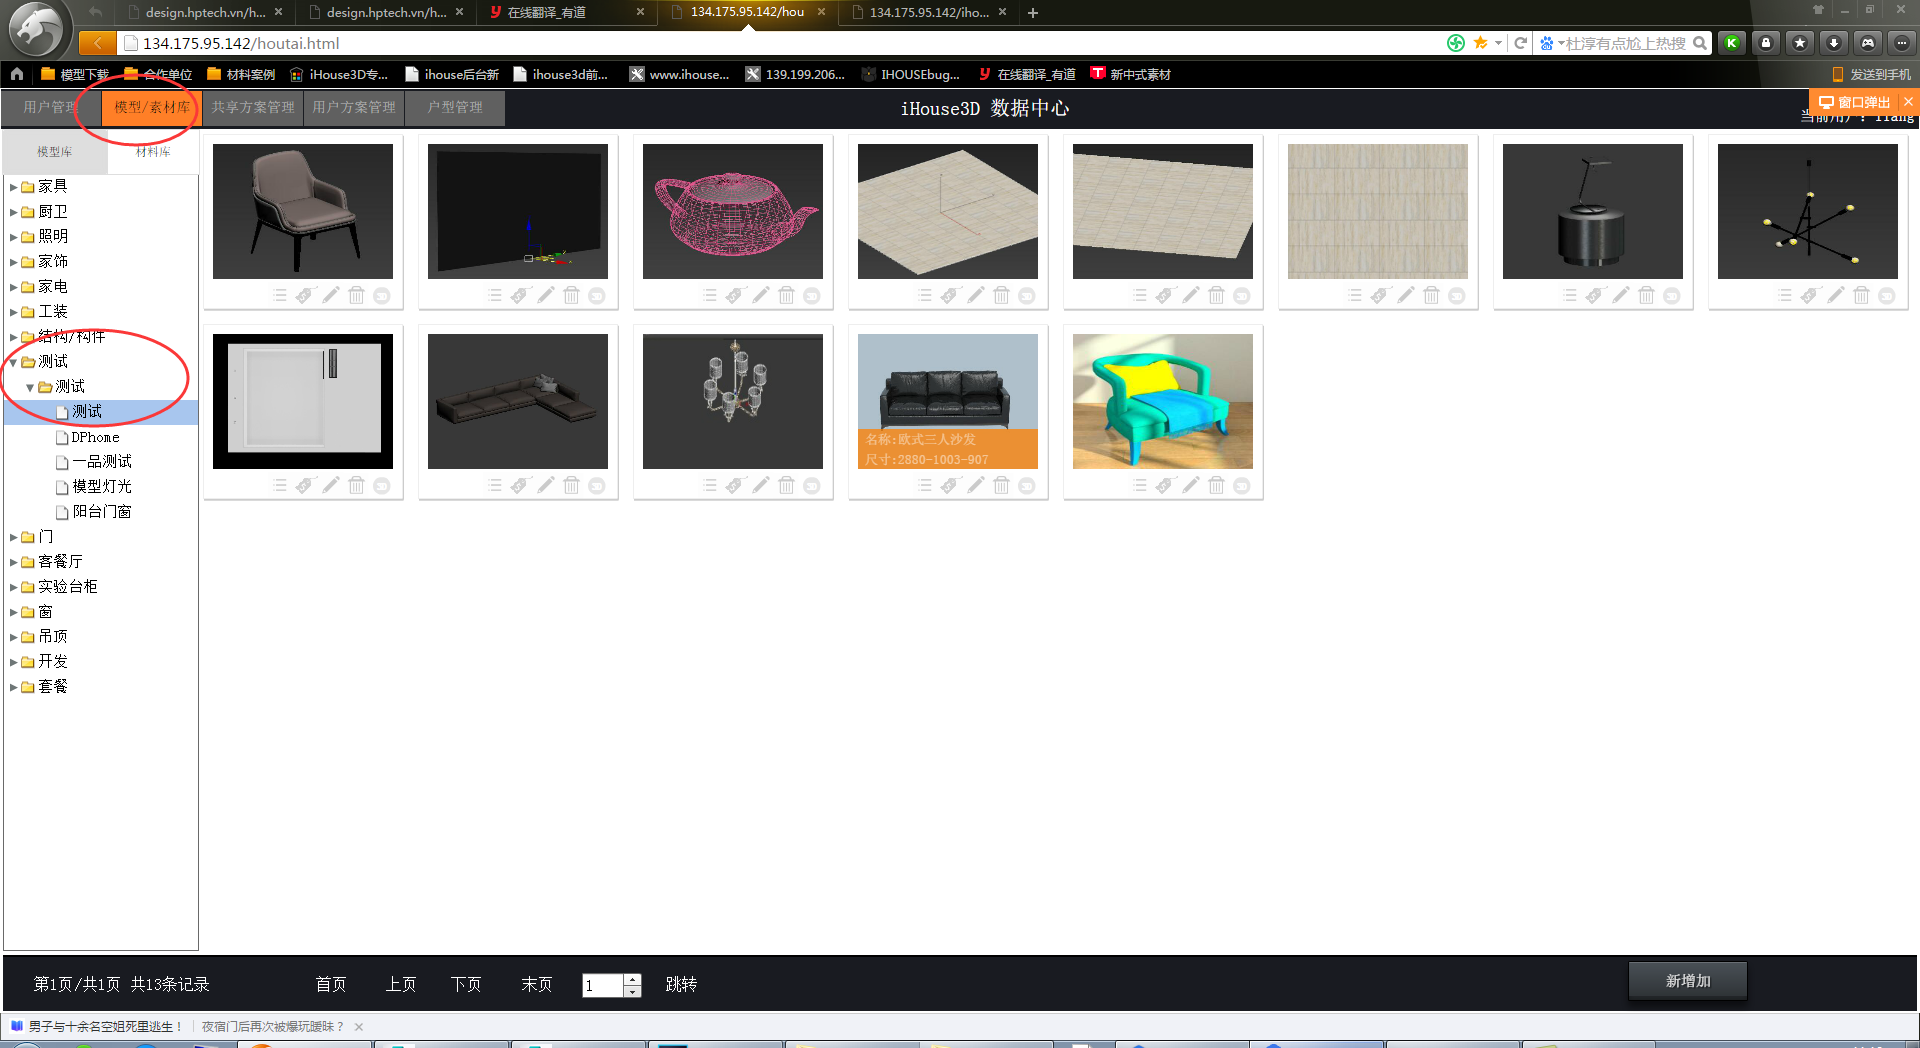 design.hptech.vn/h...
design.hptech.vn/h...
在线翻译_有道
134.175.95.142/hou
134.175.95.142/iho...
134.175.95.142/houtai.html
杜淳有点尬上热搜
模型下载
合作单位
材料案例
iHouse3D专...
ihouse后台新
ihouse3d前...
www.ihouse...
139.199.206...
IHOUSEbug...
在线翻译_有道
新中式素材
发送到手机
用户管理
模型/素材库
共享方案管理
用户方案管理
户型管理
iHouse3D 数据中心
窗口弹出
模型库
材料库
家具
厨卫
照明
家饰
家电
工装
结构/构件
测试
测试
测试
DPhome
一品测试
模型灯光
阳台门窗
门
客餐厅
实验台柜
窗
吊顶
开发
套餐
名称:欧式三人沙发
尺寸:2880-1003-907
第1页/共1页 共13条记录
首页
上页
下页
末页
1
跳转
新增加
男子与十余名空姐死里逃生！
夜宿门后再次被爆玩暧昧？